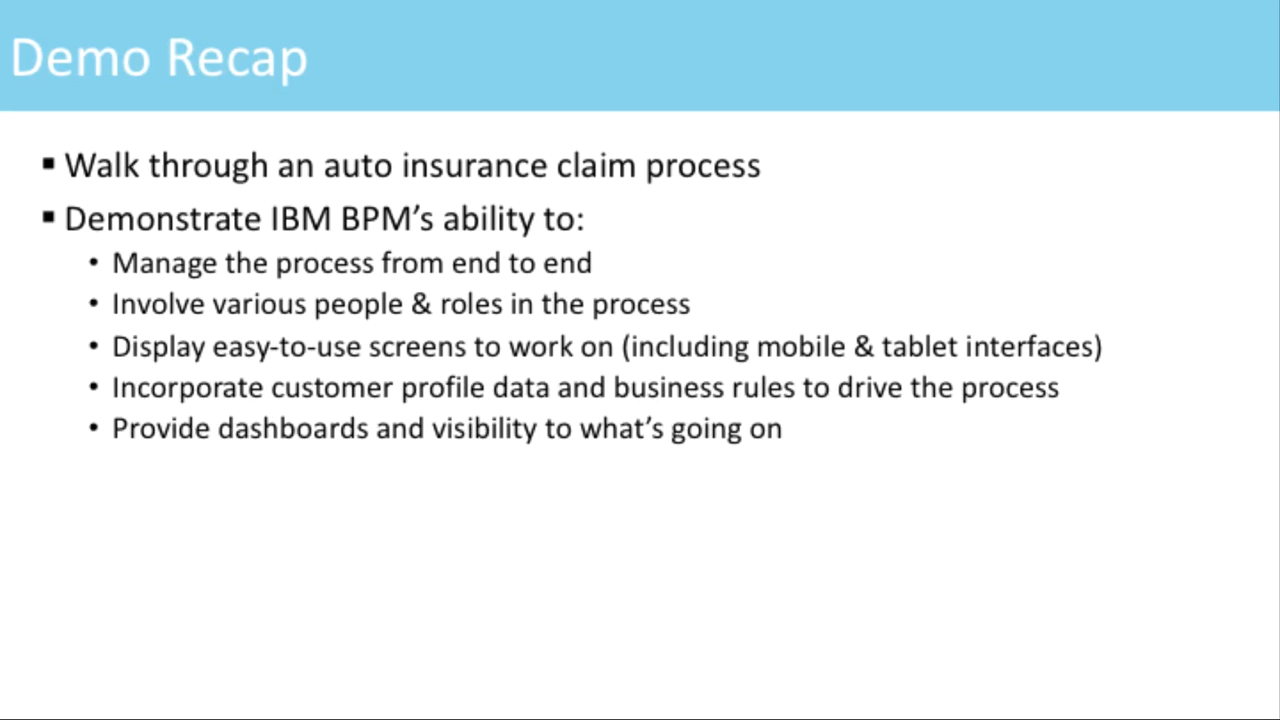 Demo Recap
▪ Walk through an auto insurance claim process
▪ Demonstrate IBM BPM’s ability to:
• Manage the process from end to end
• Involve various people & roles in the process
• Display easy-to-use screens to work on (including mobile & tablet interfaces)
• Incorporate customer profile data and business rules to drive the process
• Provide dashboards and visibility to what’s going on